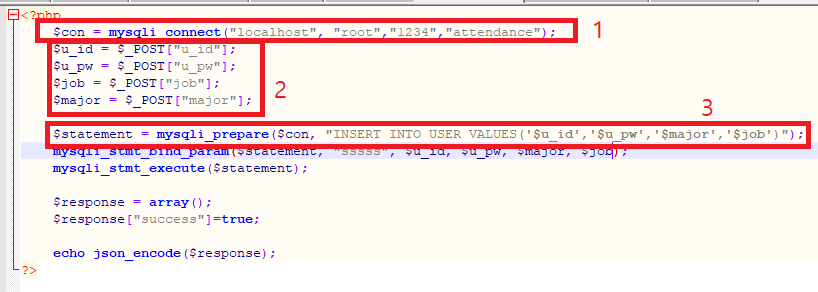 <?php
$con = mysqli_connect("localhost", "root","1234","attendance"); 1
$u_id = $_POST["u_id"];
$u_pw = $_POST["u_pw"];
$job = $_POST["job"]; 2
$major = $_POST["major"];
3
$statement = mysqli_prepare($con, "INSERT INTO USER VALUES('$u_id','$u_pw','$major','$job')");
mysqli_stmt_bind_param($statement, "sssss", $u_id, $u_pw, $major, $job);
mysqli_stmt_execute($statement);
$response = array();
$response["success"]=true;
echo json_encode($response);
?>